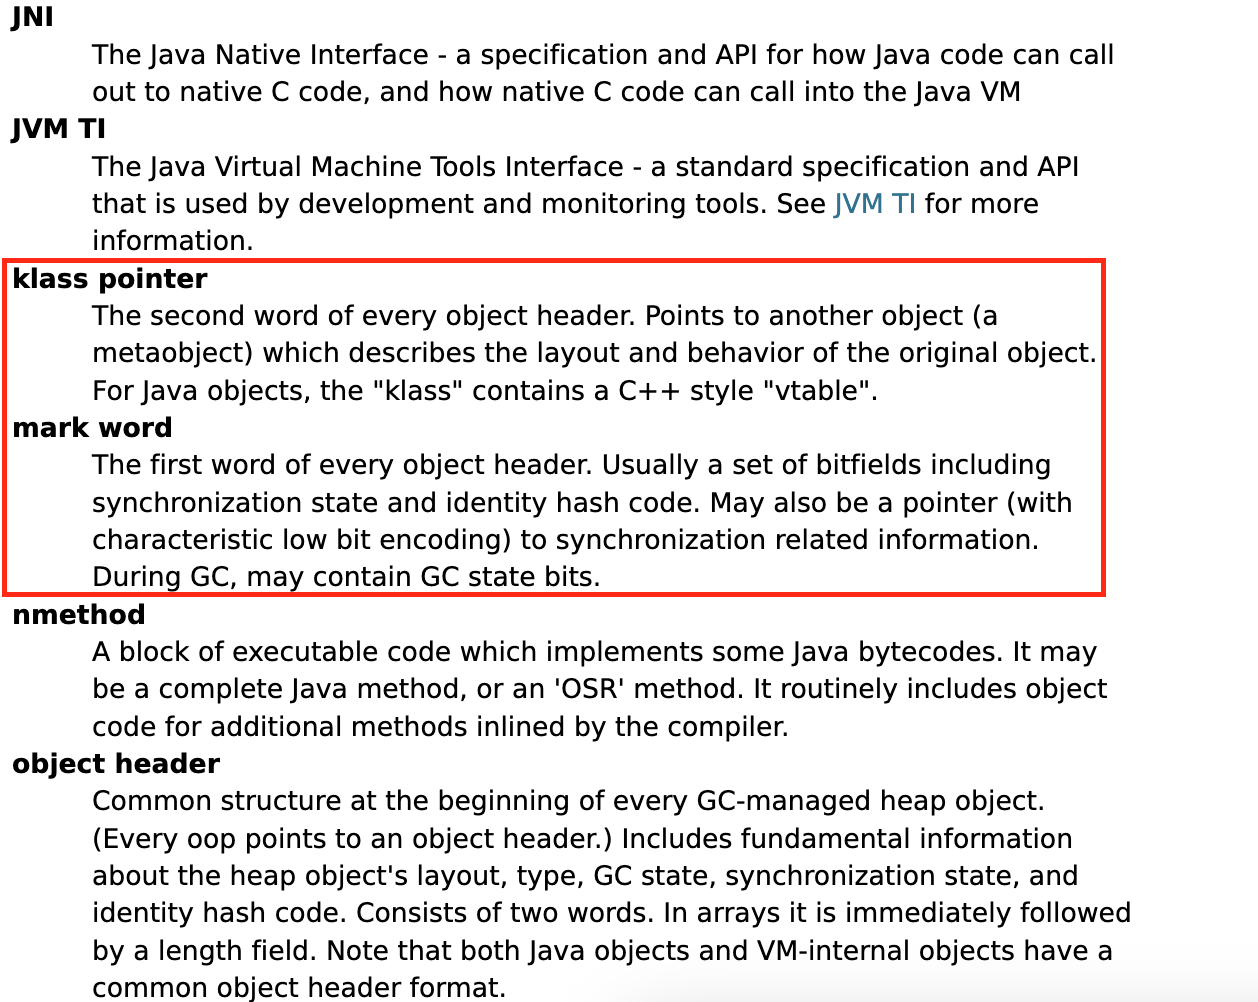 JNI
The Java Native Interface - a specification and API for how Java code can call
out to native C code, and how native C code can call into the Java VM
JVM TI
The Java Virtual Machine Tools Interface - a standard specification and API
that is used by development and monitoring tools. See JVM TI for more
information.
klass pointer
The second word of every object header. Points to another object (a
metaobject) which describes the layout and behavior of the original object.
For Java objects, the "klass" contains a C++ style "vtable".
mark word
The first word of every object header. Usually a set of bitfields including
synchronization state and identity hash code. May also be a pointer (with
characteristic low bit encoding) to synchronization related information.
During GC, may contain GC state bits.
nmethod
A block of executable code which implements some Java bytecodes. It may
be a complete Java method, or an 'OSR' method. It routinely includes object
code for additional methods inlined by the compiler.
object header
Common structure at the beginning of every GC-managed heap object.
(Every oop points to an object header.) Includes fundamental information
about the heap object's layout, type, GC state, synchronization state, and
identity hash code. Consists of two words. In arrays it is immediately followed
by a length field. Note that both Java objects and VM-internal objects have a
common object header format.